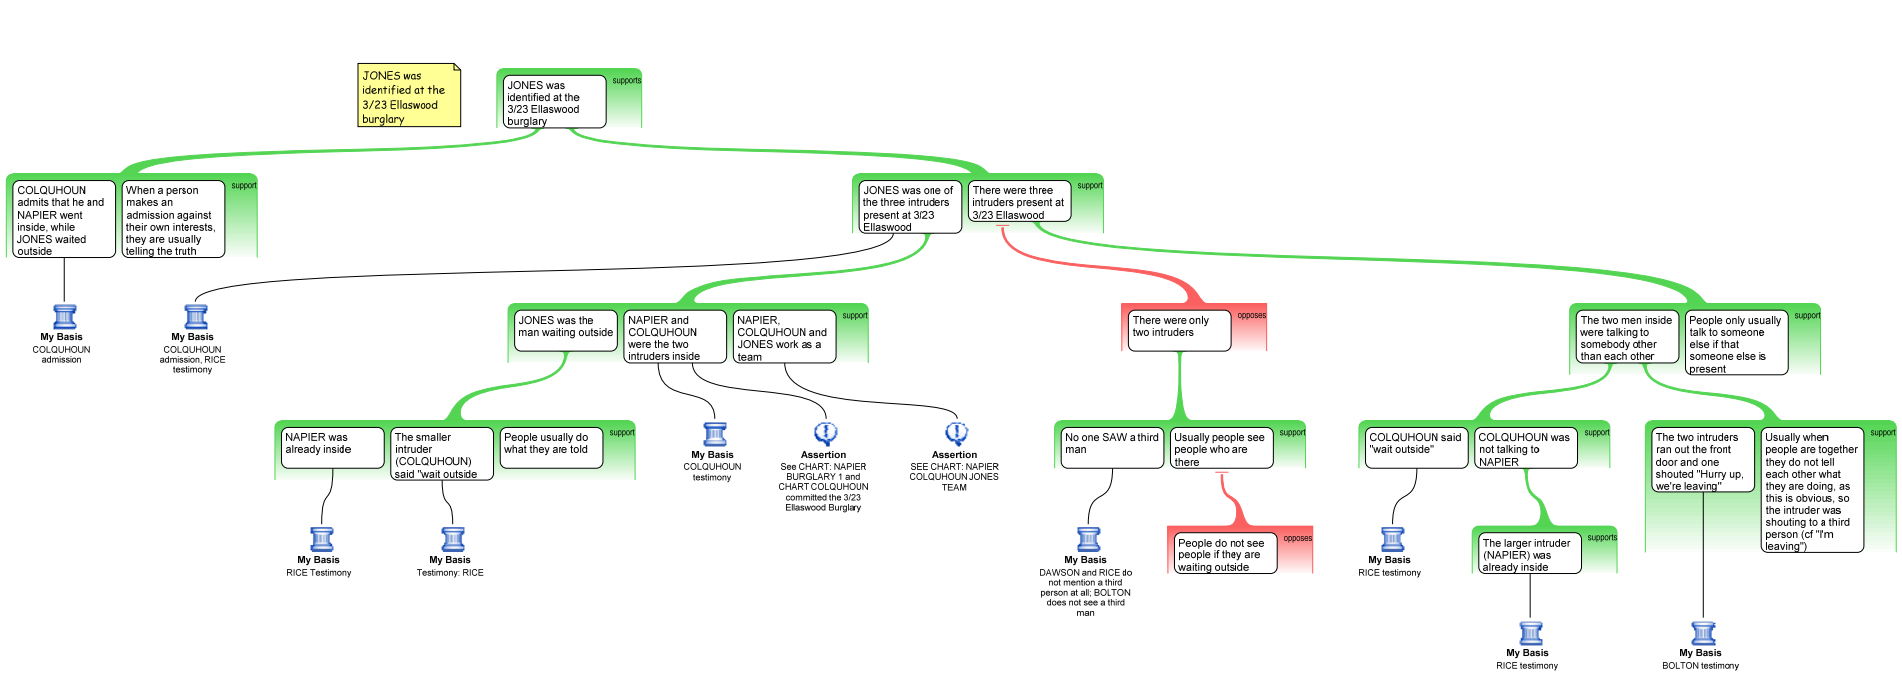 JONES was
identified at the
3/23 Ellaswood
burglary
JONES was
identified at the
3/23 Ellaswood
burglary
supports
COLQUHOUN
admits that he and
NAPIER went
inside, while
JONES waited
outside
When a person
makes an
admission against
their own interests,
they are usually
telling the truth
support
JONES was one of
the three intruders
present at 3/23
Ellaswood
There were three
intruders present at
3/23 Ellaswood
support
My Basis
COLQUHOUN
admission
My Basis
COLQUHOUN
admission, RICE
testimony
JONES was the
man waiting outside
NAPIER and
COLQUHOUN
were the two
intruders inside
NAPIER,
COLQUHOUN and
JONES work as a
team
support
There were only
two intruders
opposes
The two men inside
were talking to
somebody other
than each other
People only usually
talk to someone
else if that
someone else is
present
support
NAPIER was
already inside
The smaller
intruder
(COLQUHOUN)
said "wait outside
People usually do
what they are told
support
My Basis
COLQUHOUN
testimony
Assertion
See CHART: NAPIER
BURGLARY 1 and
CHART COLQUHOUN
committed the 3/23
Ellaswood Burglary
Assertion
SEE CHART: NAPIER
COLQUHOUN JONES
TEAM
No one SAW a third
man
Usually people see
people who are
there
support
COLQUHOUN said
"wait outside"
COLQUHOUN was
not talking to
NAPIER
support
The two intruders
ran out the front
door and one
shouted "Hurry up,
we're leaving"
Usually when
people are together
they do not tell
each other what
they are doing, as
this is obvious, so
the intruder was
shouting to a third
person (cf "I'm
leaving")
support
My Basis
RICE Testimony
My Basis
Testimony: RICE
My Basis
DAWSON and RICE do
not mention a third
person at all; BOLTON
does not see a third
man
People do not see
people if they are
waiting outside
opposes
My Basis
RICE testimony
The larger intruder
(NAPIER) was
already inside
supports
My Basis
RICE testimony
My Basis
BOLTON testimony